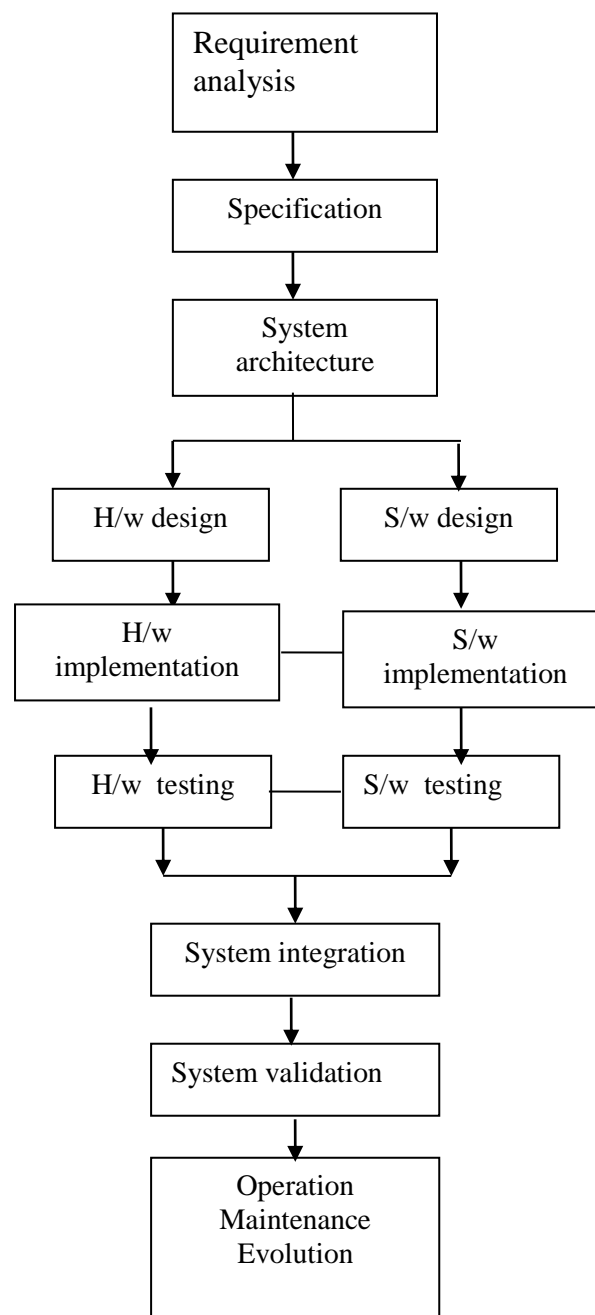 Requirement
analysis
Specification
System
architecture
H/w design
S/w design
H/w
implementation
S/w
implementation
H/w  testing
S/w  testing
System integration
System validation
Operation
Maintenance
Evolution